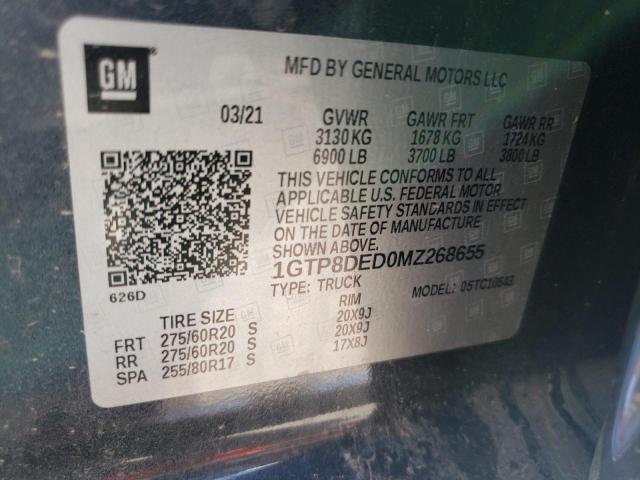 GM
MFD BY GENERAL MOTORS LLC
03/21 GVWR GAWR FRT GAWR RR
3130 KG 1678 KG 1724 KG
6900 LB 3700 LB 3800 LB
THIS VEHICLE CONFORMS TO ALL
APPLICABLE U.S. FEDERAL MOTOR
VEHICLE SAFETY STANDARDS IN EFFECT
ON THE DATE OF MANUFACTURE
SHOWN ABOVE.
1GTP8DED0MZ268655
626D TYPE: TRUCK MODEL: 05TC10543
TIRE SIZE RIM
FRT 275/60R20 S 20X9J
RR 275/60R20 S 20X9J
SPA 255/80R17 S 17X8J